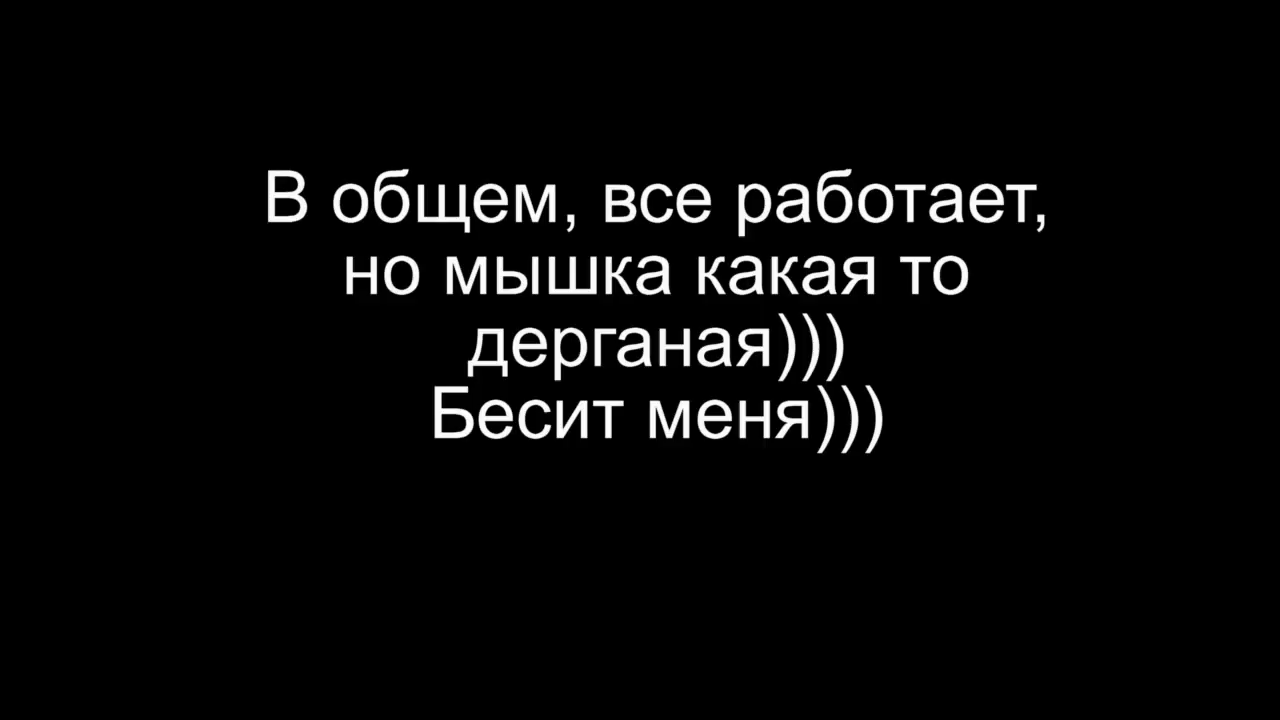 В общем, все работает,
но мышка какая то
дерганая)))
Бесит меня)))